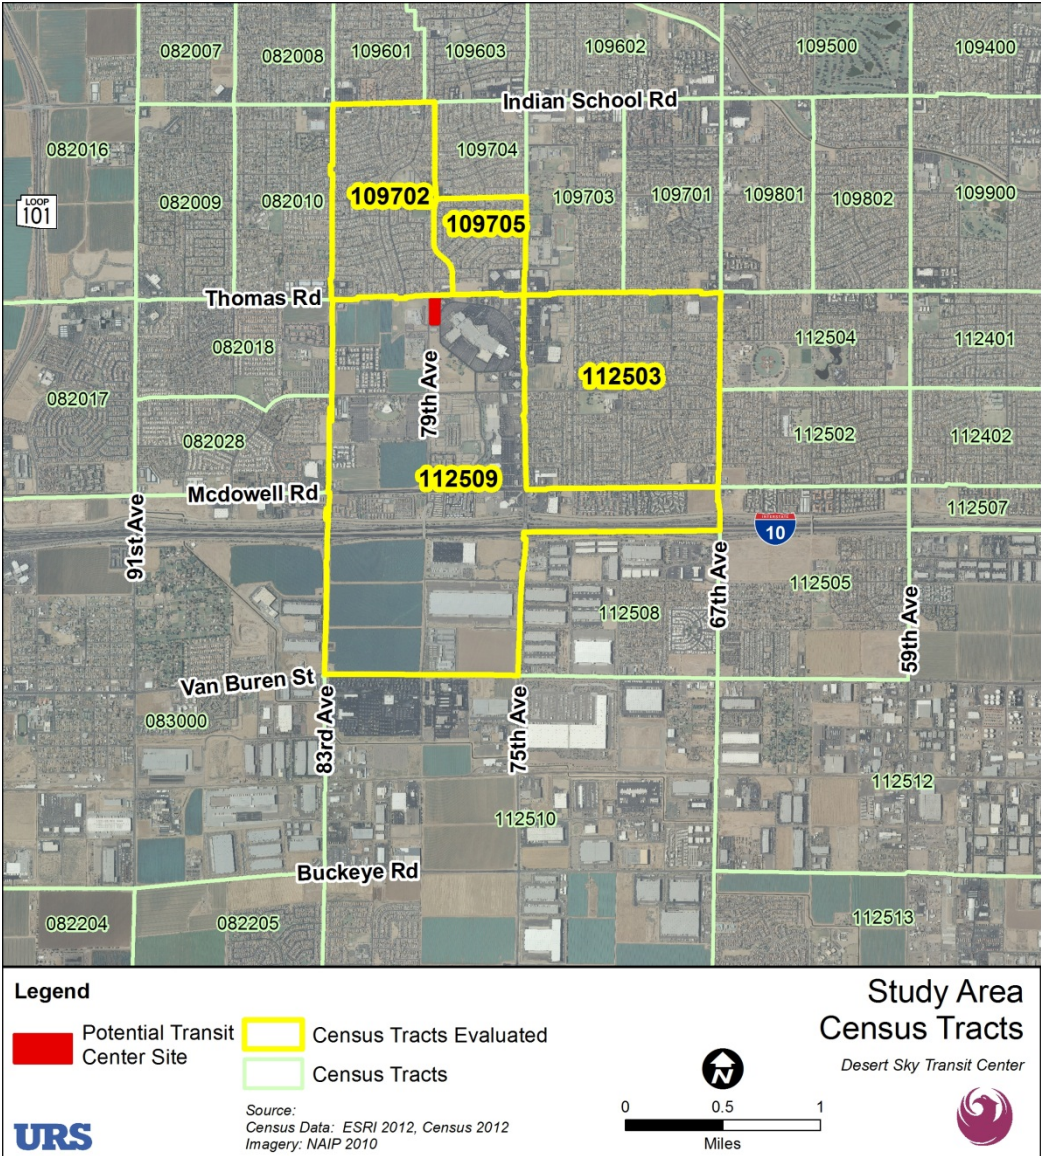 082007
082008
109601
109603
109602
109500
109400
Indian School Rd
082016
109704
LOOP
101
082009
082010
109702
109703
109701
109801
109802
109900
109705
Thomas Rd
082018
112504
112401
79th Ave
112503
082017
082028
112502
112402
112509
Mcdowell Rd
112507
91st Ave
INTERSTATE
10
67th Ave
112505
112508
59th Ave
Van Buren St
083000
83rd Ave
75th Ave
112512
112510
Buckeye Rd
082204
082205
112513
Legend
Potential Transit
Center Site
Census Tracts Evaluated
Census Tracts
Study Area
Census Tracts
Desert Sky Transit Center
N
Source:
Census Data: ESRI 2012, Census 2012
Imagery: NAIP 2010
0 0.5 1
Miles
URS